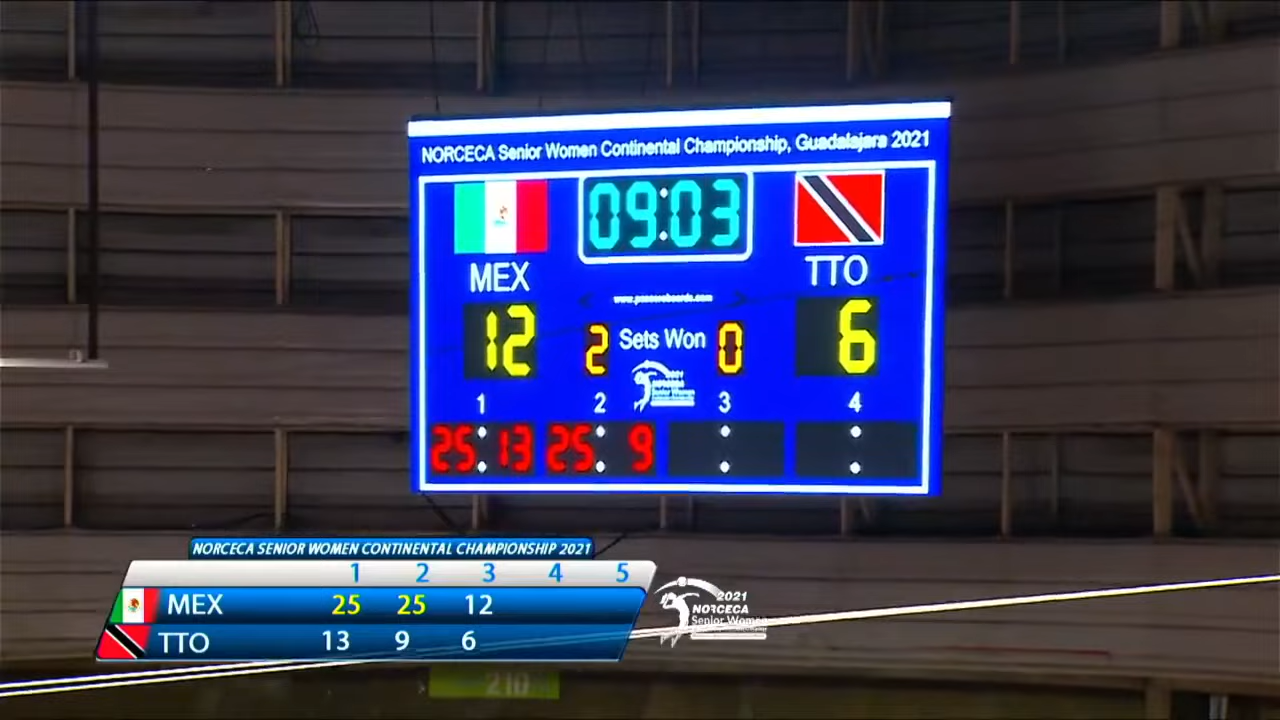 NORCECA Senior Women Continental Championship, Guadalajara 2021
09:03
MEX
TTO
12
2
Sets Won
0
6
1
2
3
4
25 : 13
25 : 9
:
:
NORCECA SENIOR WOMEN CONTINENTAL CHAMPIONSHIP 2021
1 2 3 4 5
MEX 25 25 12
TTO 13 9 6
2021
NORCECA
Senior Women
210